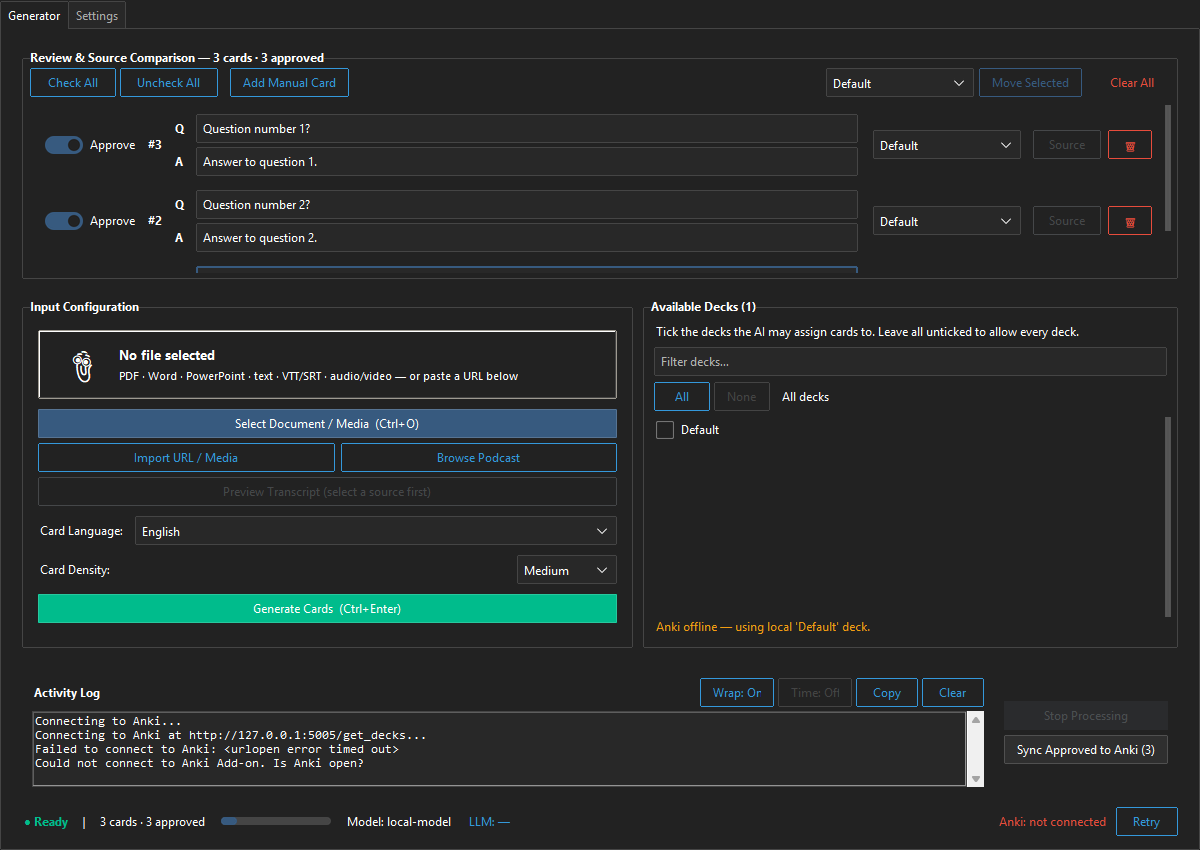 Generator Settings
Review & Source Comparison — 3 cards · 3 approved
Check All Uncheck All Add Manual Card Default Move Selected Clear All
Q Question number 1?
Approve #3 Default Source
A Answer to question 1.
Q Question number 2?
Approve #2 Default Source
A Answer to question 2.
Input Configuration
No file selected
PDF · Word · PowerPoint · text · VTT/SRT · audio/video — or paste a URL below
Select Document / Media (Ctrl+O)
Import URL / Media Browse Podcast
Preview Transcript (select a source first)
Card Language: English
Card Density: Medium
Generate Cards (Ctrl+Enter)
Available Decks (1)
Tick the decks the AI may assign cards to. Leave all unticked to allow every deck.
Filter decks...
All None All decks
Default
Anki offline — using local 'Default' deck.
Activity Log Wrap: On Time: Off Copy Clear
Connecting to Anki...
Connecting to Anki at http://127.0.0.1:5005/get_decks...
Failed to connect to Anki: <urlopen error timed out>
Could not connect to Anki Add-on. Is Anki open?
Stop Processing
Sync Approved to Anki (3)
● Ready | 3 cards · 3 approved Model: local-model LLM: — Anki: not connected Retry